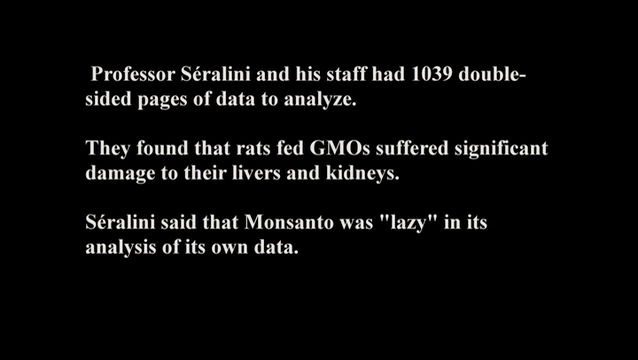 Professor Séralini and his staff had 1039 double-
sided pages of data to analyze.
They found that rats fed GMOs suffered significant
damage to their livers and kidneys.
Séralini said that Monsanto was "lazy" in its
analysis of its own data.